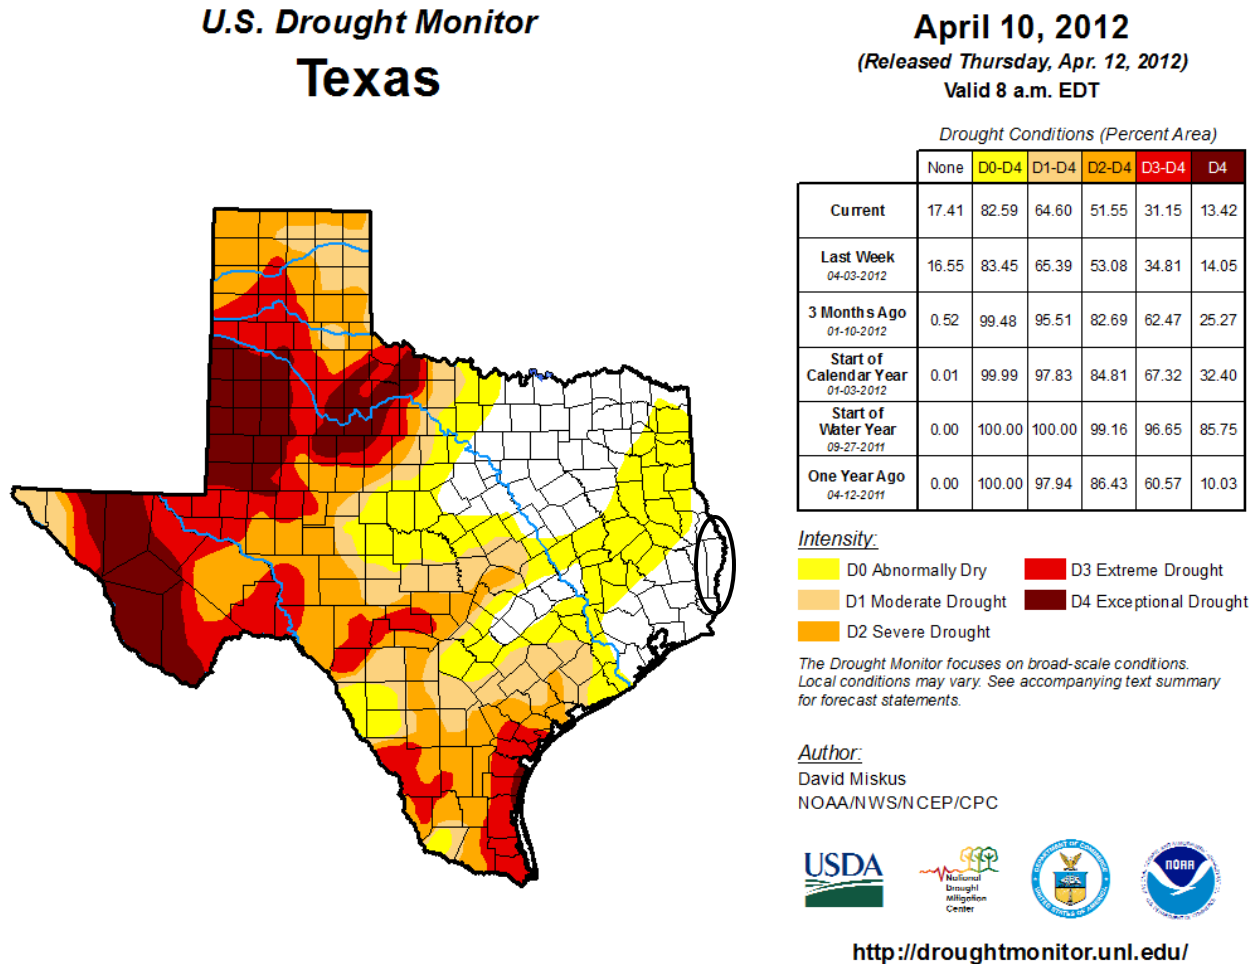 U.S. Drought Monitor
Texas
April 10, 2012
(Released Thursday, Apr. 12, 2012)
Valid 8 a.m. EDT
Drought Conditions (Percent Area)
None D0-D4 D1-D4 D2-D4 D3-D4 D4
Current 17.41 82.59 64.60 51.55 31.15 13.42
Last Week
04-03-2012
16.55 83.45 65.39 53.08 34.81 14.05
3 Months Ago
01-10-2012
0.52 99.48 95.51 82.69 62.47 25.27
Start of
Calendar Year
01-03-2012
0.01 99.99 97.83 84.81 67.32 32.40
Start of
Water Year
09-27-2011
0.00 100.00 100.00 99.16 96.65 85.75
One Year Ago
04-12-2011
0.00 100.00 97.94 86.43 60.57 10.03
Intensity:
D0 Abnormally Dry
D1 Moderate Drought
D2 Severe Drought
D3 Extreme Drought
D4 Exceptional Drought
The Drought Monitor focuses on broad-scale conditions.
Local conditions may vary. See accompanying text summary
for forecast statements.
Author:
David Miskus
NOAA/NWS/NCEP/CPC
USDA
National
Drought
Mitigation
Center
DEPARTMENT OF COMMERCE
UNITED STATES OF AMERICA
NOAA
http://droughtmonitor.unl.edu/